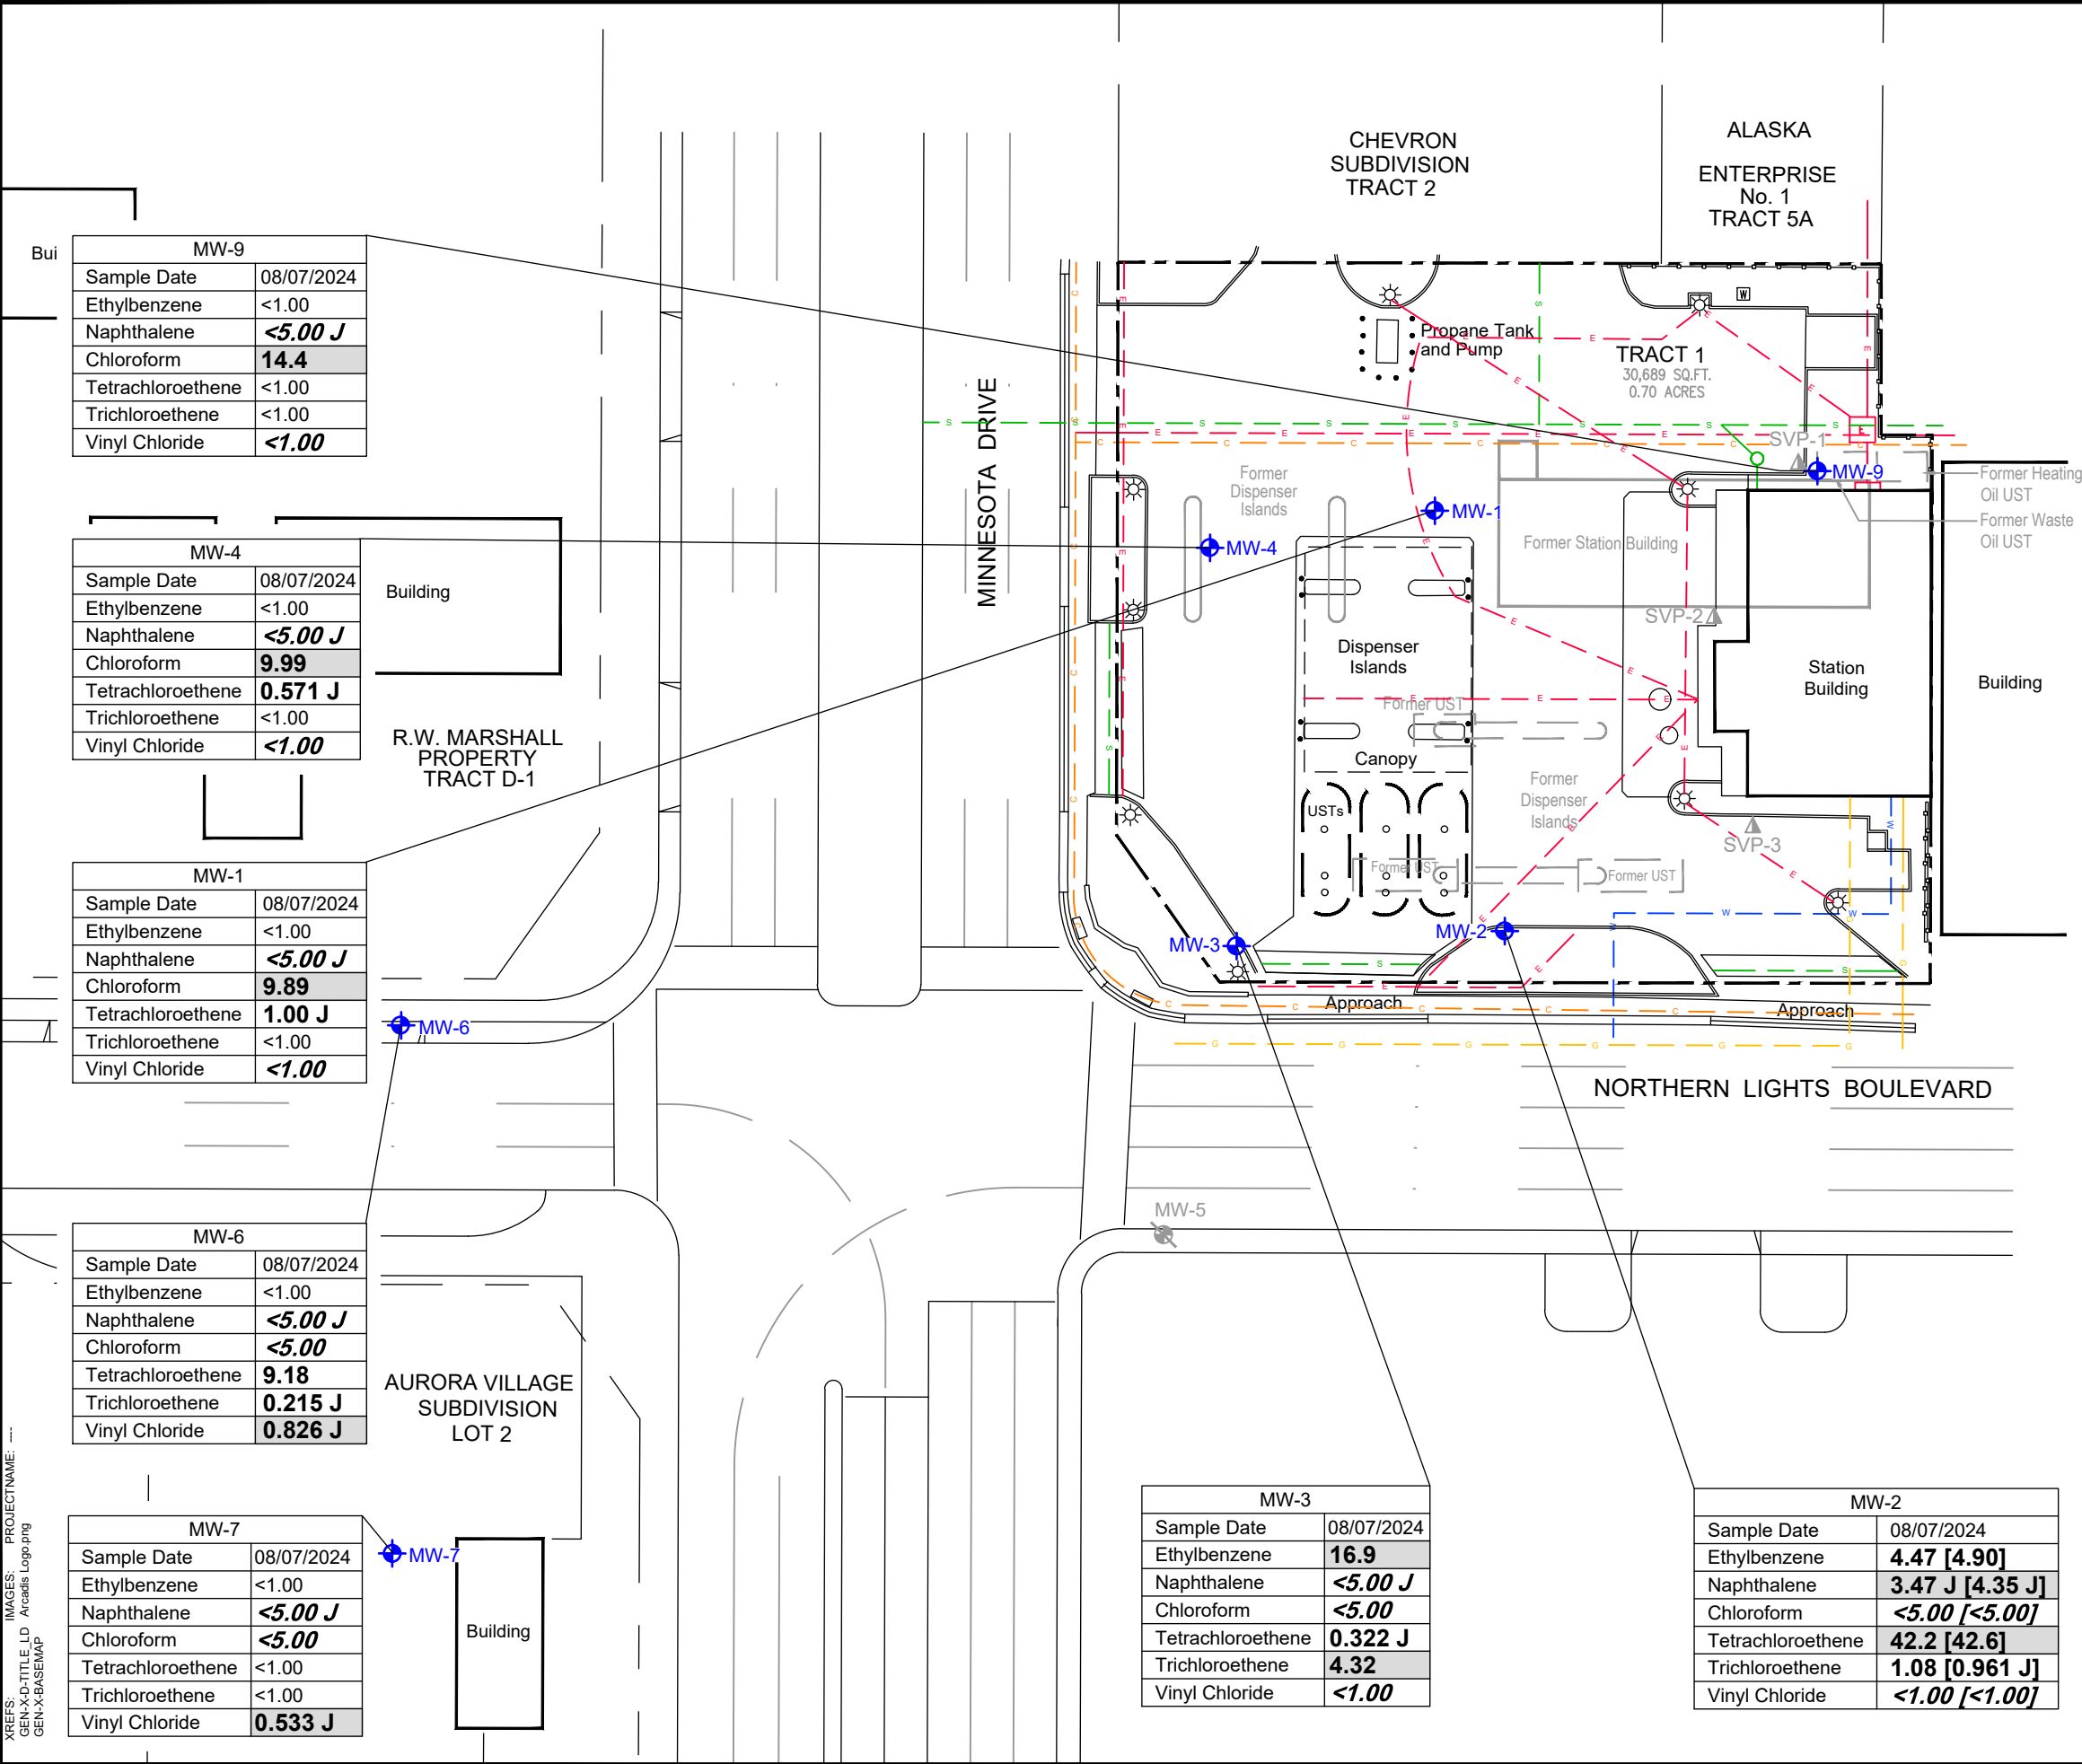 CHEVRON
SUBDIVISION
TRACT 2
ALASKA
ENTERPRISE
No. 1
TRACT 5A
Bui
MW-9
Sample Date 08/07/2024
Ethylbenzene <1.00
Naphthalene <5.00 J
Chloroform 14.4
Tetrachloroethene <1.00
Trichloroethene <1.00
Vinyl Chloride <1.00
Propane Tank
and Pump
TRACT 1
30,689 SQ.FT.
0.70 ACRES
MINNESOTA DRIVE
SVP-1
MW-9
Former Heating
Oil UST
Former Waste
Oil UST
Former
Dispenser
Islands
MW-1
MW-4
Former Station Building
MW-4
Sample Date 08/07/2024
Ethylbenzene <1.00
Naphthalene <5.00 J
Chloroform 9.99
Tetrachloroethene 0.571 J
Trichloroethene <1.00
Vinyl Chloride <1.00
Building
R.W. MARSHALL
PROPERTY
TRACT D-1
SVP-2
Dispenser
Islands
Station
Building
Building
Former UST
Canopy
Former
Dispenser
Islands
USTs
SVP-3
Former UST
Former UST
MW-1
Sample Date 08/07/2024
Ethylbenzene <1.00
Naphthalene <5.00 J
Chloroform 9.89
Tetrachloroethene 1.00 J
Trichloroethene <1.00
Vinyl Chloride <1.00
MW-3
MW-2
MW-6
Approach
Approach
NORTHERN LIGHTS BOULEVARD
MW-5
MW-6
Sample Date 08/07/2024
Ethylbenzene <1.00
Naphthalene <5.00 J
Chloroform <5.00
Tetrachloroethene 9.18
Trichloroethene 0.215 J
Vinyl Chloride 0.826 J
AURORA VILLAGE
SUBDIVISION
LOT 2
MW-7
Sample Date 08/07/2024
Ethylbenzene <1.00
Naphthalene <5.00 J
Chloroform <5.00
Tetrachloroethene <1.00
Trichloroethene <1.00
Vinyl Chloride 0.533 J
MW-7
Building
MW-3
Sample Date 08/07/2024
Ethylbenzene 16.9
Naphthalene <5.00 J
Chloroform <5.00
Tetrachloroethene 0.322 J
Trichloroethene 4.32
Vinyl Chloride <1.00
MW-2
Sample Date 08/07/2024
Ethylbenzene 4.47 [4.90]
Naphthalene 3.47 J [4.35 J]
Chloroform <5.00 [<5.00]
Tetrachloroethene 42.2 [42.6]
Trichloroethene 1.08 [0.961 J]
Vinyl Chloride <1.00 [<1.00]
XREFS: IMAGES: PROJECTNAME: ----
GEN-X-D-TITLE_LD Arcadis Logo.png
GEN-X-BASEMAP